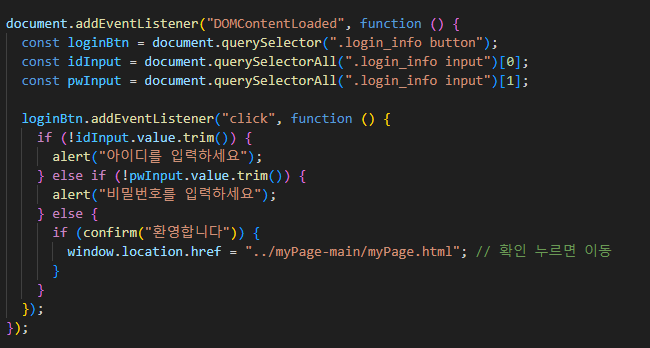 document.addEventListener("DOMContentLoaded", function () {
  const loginBtn = document.querySelector(".login_info button");
  const idInput = document.querySelectorAll(".login_info input")[0];
  const pwInput = document.querySelectorAll(".login_info input")[1];

  loginBtn.addEventListener("click", function () {
    if (!idInput.value.trim()) {
      alert("아이디를 입력하세요");
    } else if (!pwInput.value.trim()) {
      alert("비밀번호를 입력하세요");
    } else {
      if (confirm("환영합니다")) {
        window.location.href = "../myPage-main/myPage.html"; // 확인 누르면 이동
      }
    }
  });
});